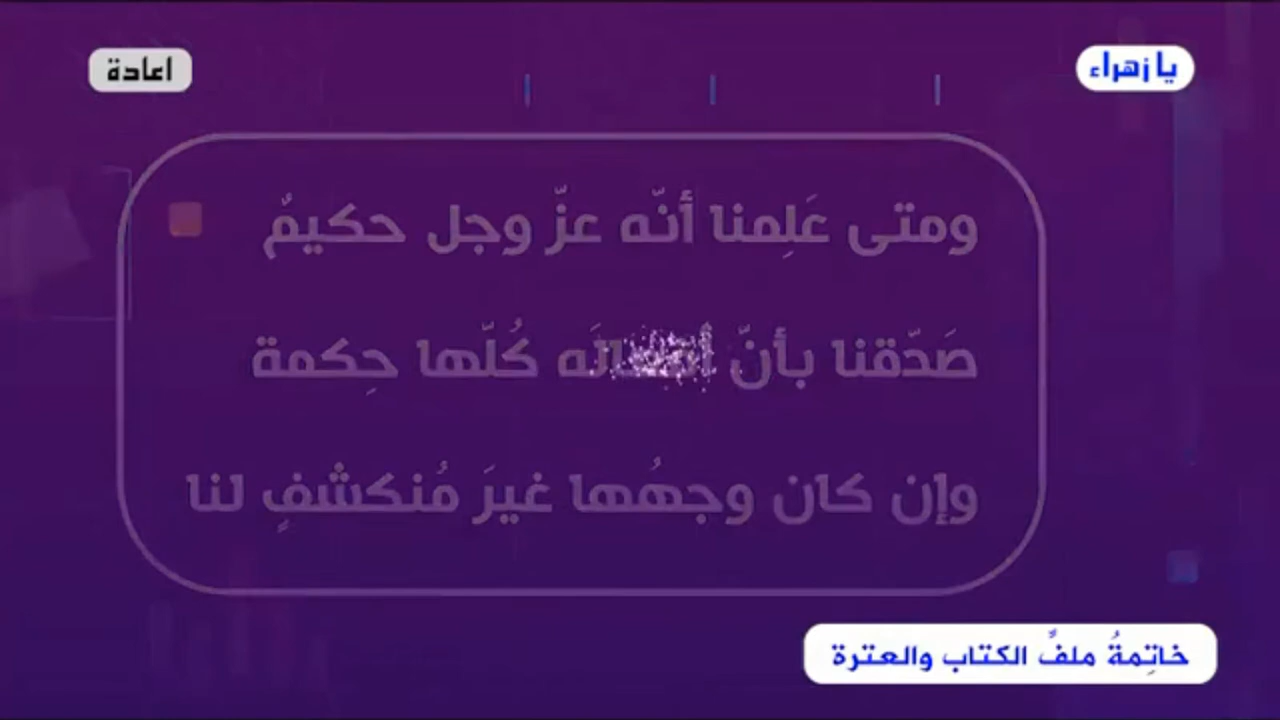 يا زهراء
اعادة
ومتى عَلِمنا أنّه عزّ وجل حكيمٌ
صَدّقنا بأنّ أفعالَه كُلّها حِكمة
وإن كان وجهُها غيرَ مُنكشفٍ لنا
خاتِمةُ ملفِّ الكتاب والعترة